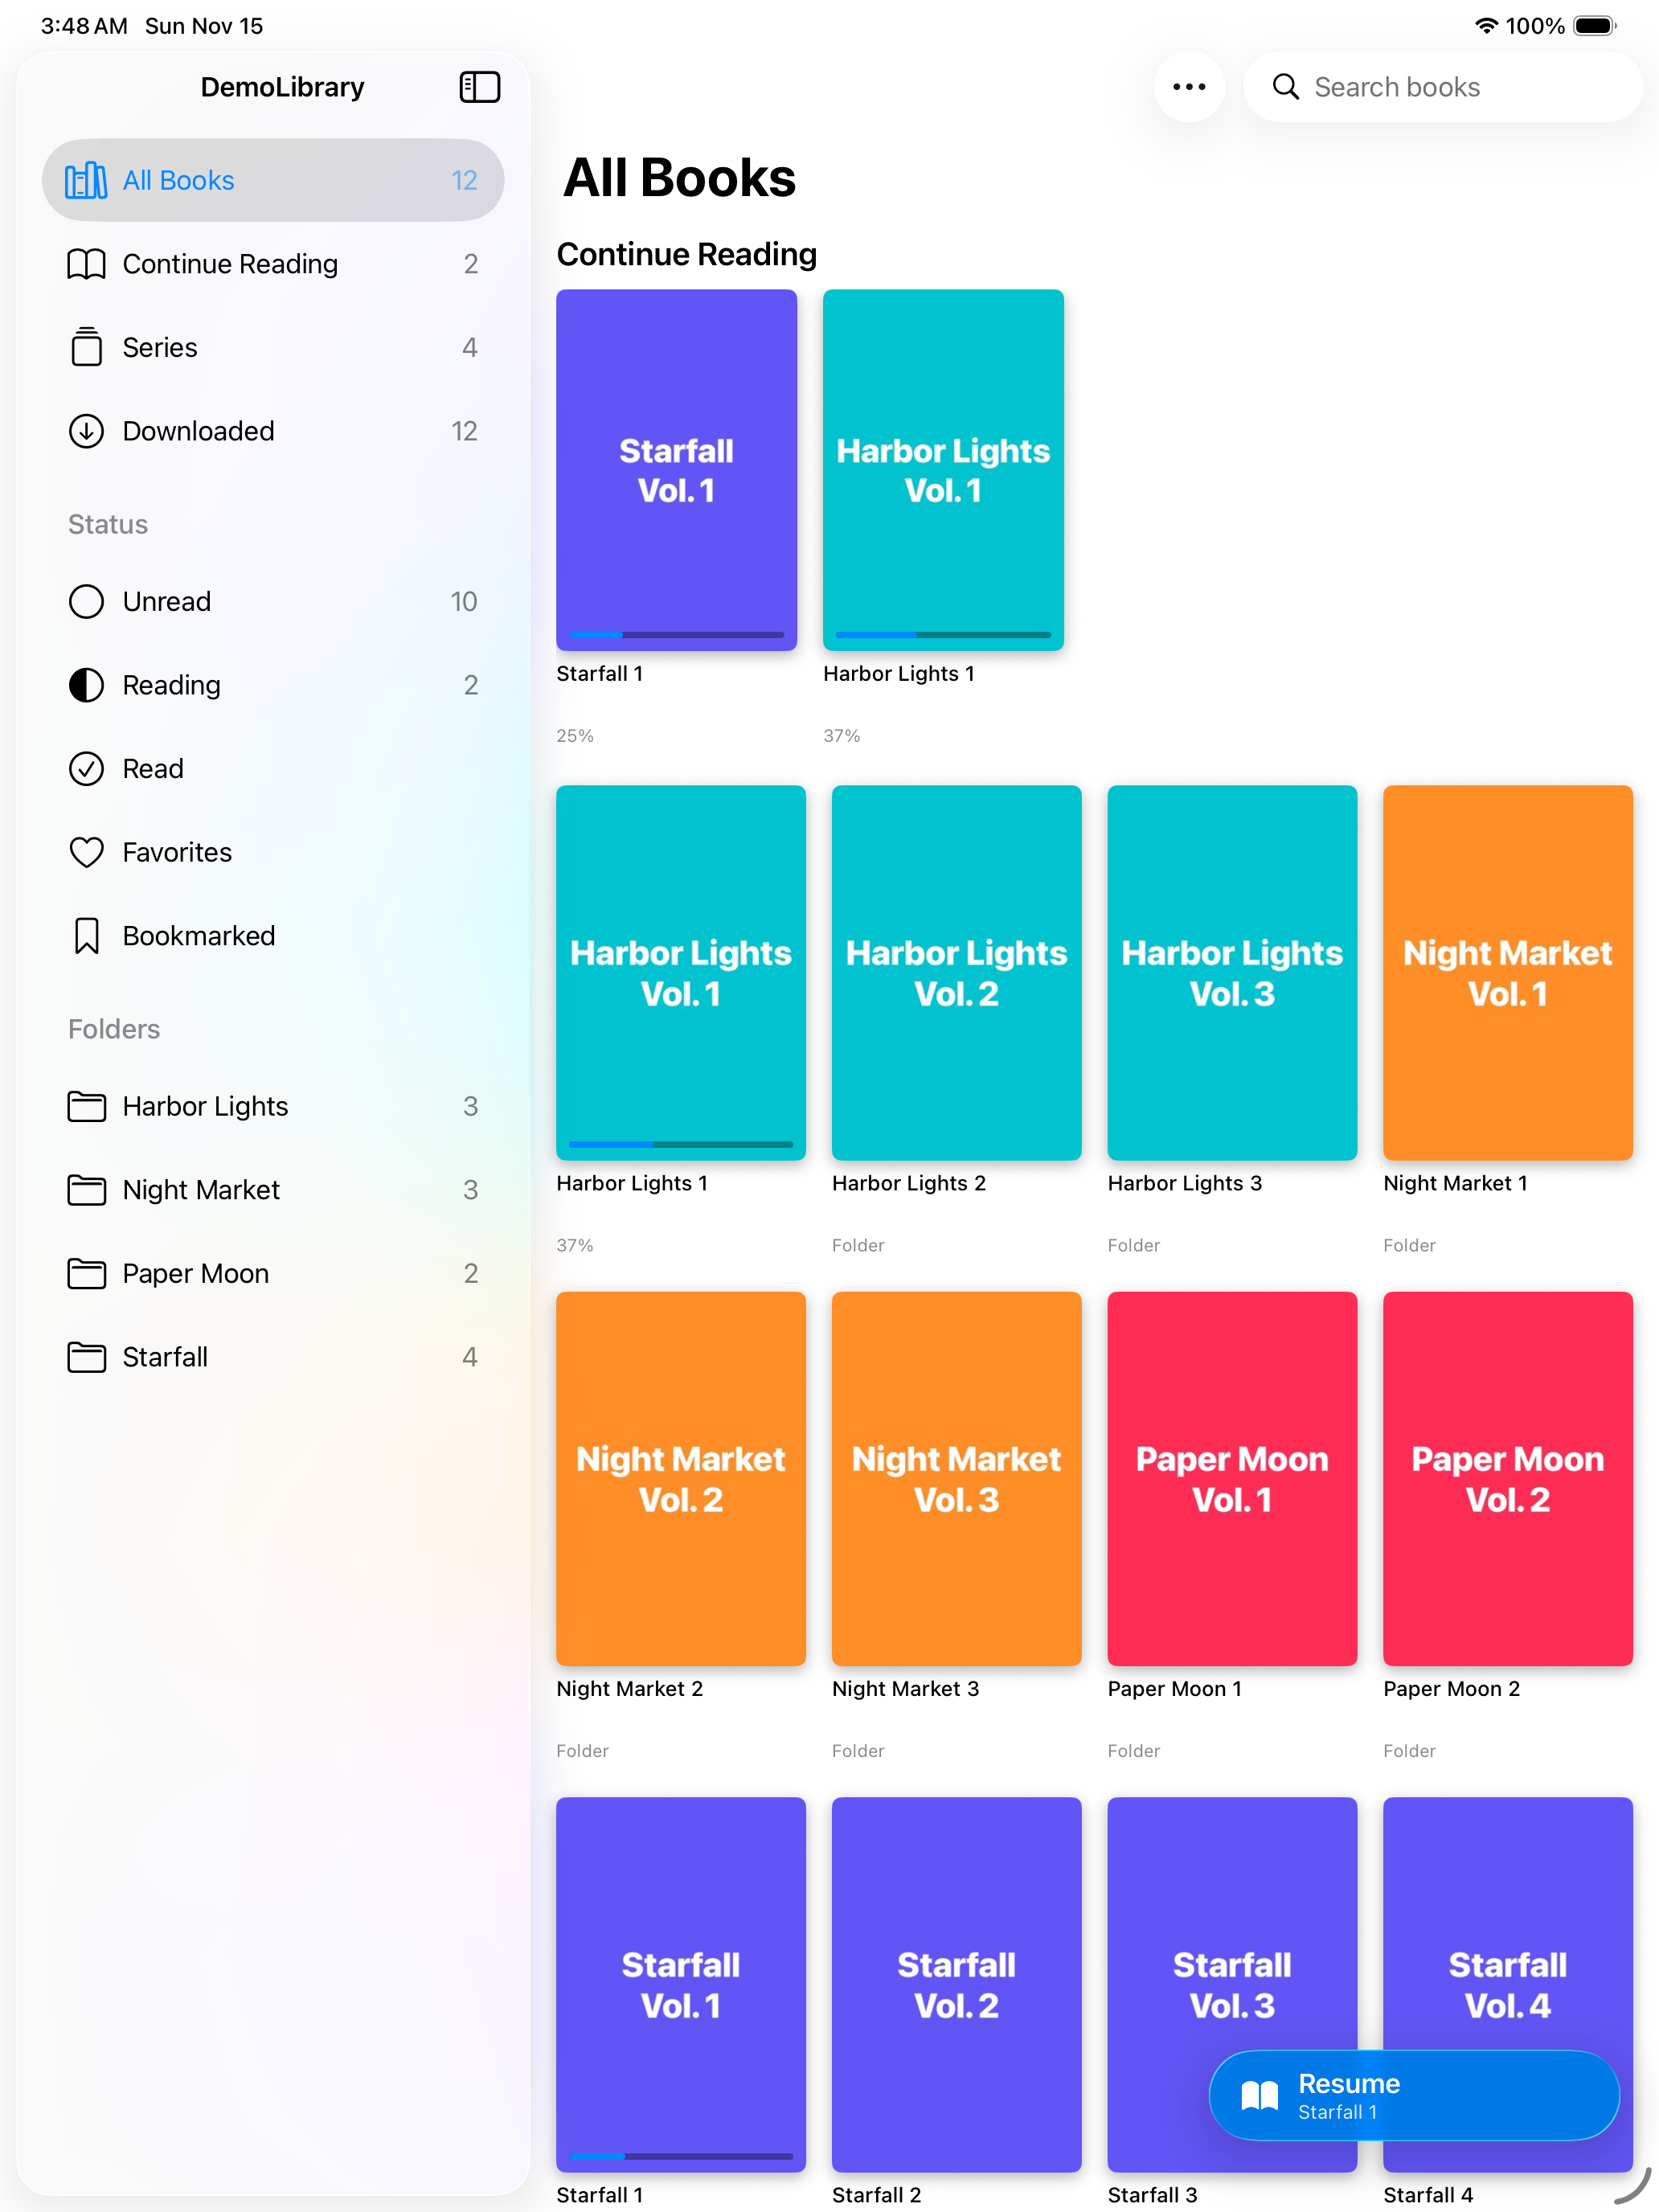 3:48 AM Sun Nov 15
100%
DemoLibrary
Search books
All Books 12
Continue Reading 2
Series 4
Downloaded 12
Status
Unread 10
Reading 2
Read
Favorites
Bookmarked
Folders
Harbor Lights 3
Night Market 3
Paper Moon 2
Starfall 4
All Books
Continue Reading
Starfall
Vol. 1
Harbor Lights
Vol. 1
Starfall 1
Harbor Lights 1
25%
37%
Harbor Lights
Vol. 1
Harbor Lights
Vol. 2
Harbor Lights
Vol. 3
Night Market
Vol. 1
Harbor Lights 1
Harbor Lights 2
Harbor Lights 3
Night Market 1
37%
Folder
Folder
Folder
Night Market
Vol. 2
Night Market
Vol. 3
Paper Moon
Vol. 1
Paper Moon
Vol. 2
Night Market 2
Night Market 3
Paper Moon 1
Paper Moon 2
Folder
Folder
Folder
Folder
Starfall
Vol. 1
Starfall
Vol. 2
Starfall
Vol. 3
Starfall
Vol. 4
Resume
Starfall 1
Starfall 1
Starfall 2
Starfall 3
Starfall 4